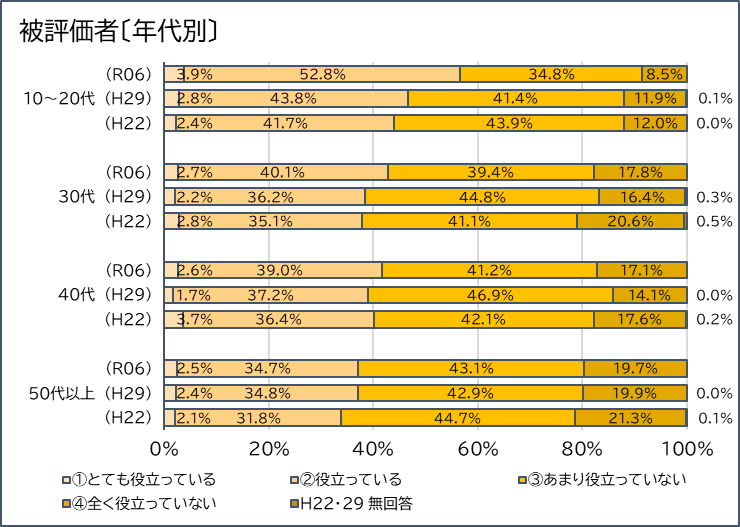 被評価者〔年代別〕
（R06） 3.9% 52.8% 34.8% 8.5%
10～20代 （H29） 2.8% 43.8% 41.4% 11.9% 0.1%
（H22） 2.4% 41.7% 43.9% 12.0% 0.0%
（R06） 2.7% 40.1% 39.4% 17.8%
30代 （H29） 2.2% 36.2% 44.8% 16.4% 0.3%
（H22） 2.8% 35.1% 41.1% 20.6% 0.5%
（R06） 2.6% 39.0% 41.2% 17.1%
40代 （H29） 1.7% 37.2% 46.9% 14.1% 0.0%
（H22） 3.7% 36.4% 42.1% 17.6% 0.2%
（R06） 2.5% 34.7% 43.1% 19.7%
50代以上 （H29） 2.4% 34.8% 42.9% 19.9% 0.0%
（H22） 2.1% 31.8% 44.7% 21.3% 0.1%
0% 20% 40% 60% 80% 100%
①とても役立っている ②役立っている ③あまり役立っていない
④全く役立っていない H22・29 無回答